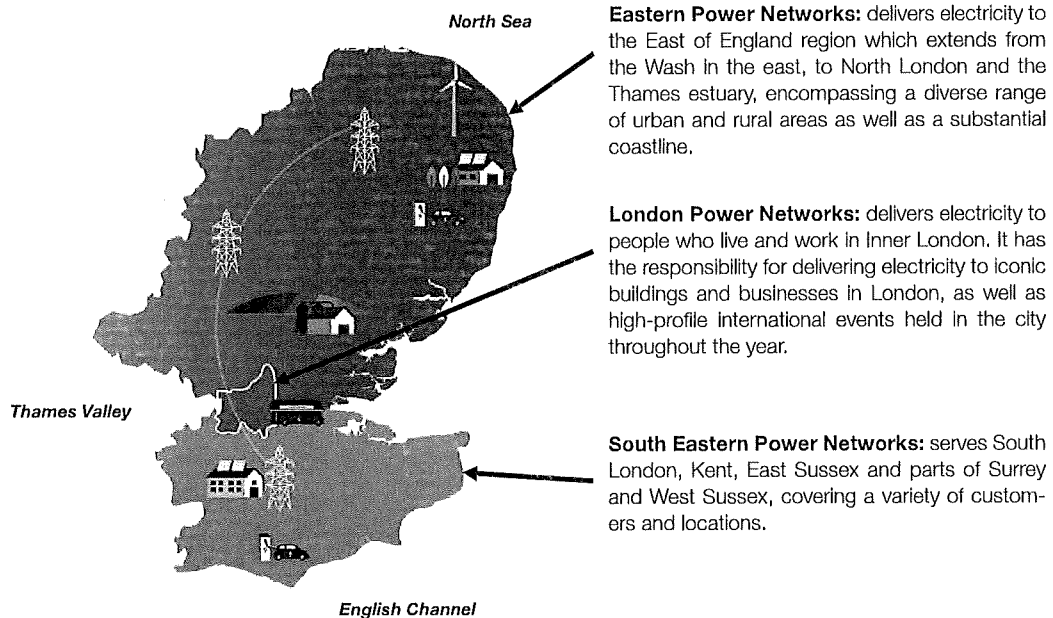 North Sea
Eastern Power Networks: delivers electricity to
the East of England region which extends from
the Wash in the east, to North London and the
Thames estuary, encompassing a diverse range
of urban and rural areas as well as a substantial
coastline.
London Power Networks: delivers electricity to
people who live and work in Inner London. It has
the responsibility for delivering electricity to iconic
buildings and businesses in London, as well as
high-profile international events held in the city
throughout the year.
Thames Valley
South Eastern Power Networks: serves South
London, Kent, East Sussex and parts of Surrey
and West Sussex, covering a variety of custom-
ers and locations.
English Channel